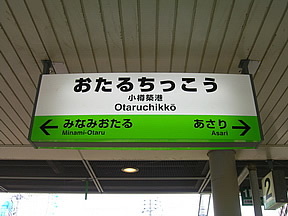 おたるちっこう
小樽築港
Otaruchikkō
← みなみおたる あさり →
Minami-Otaru Asari
2